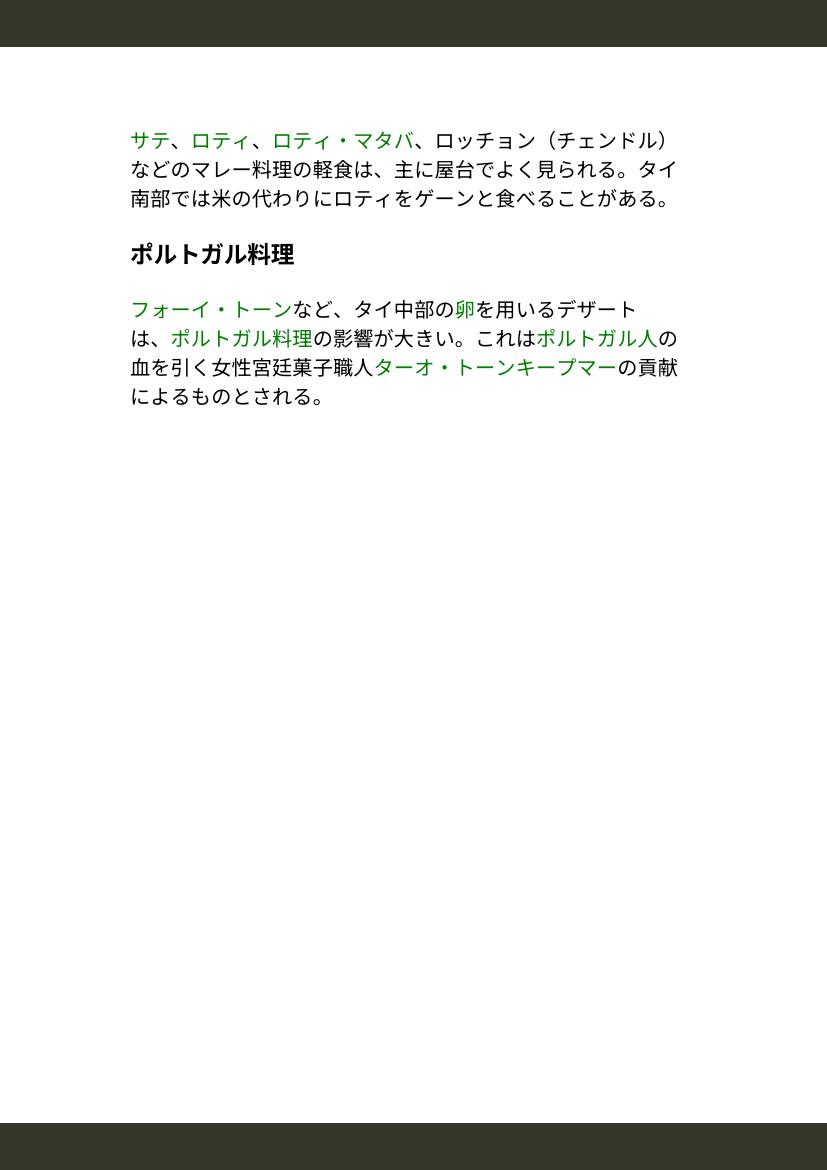 サテ、ロティ、ロティ・マタバ、ロッチョン（チェンドル）
などのマレー料理の軽食は、主に屋台でよく見られる。タイ
南部では米の代わりにロティをゲーンと食べることがある。
ポルトガル料理
フォーイ・トーンなど、タイ中部の卵を用いるデザート
は、ポルトガル料理の影響が大きい。これはポルトガル人の
血を引く女性宮廷菓子職人ターオ・トーンキープマーの貢献
によるものとされる。